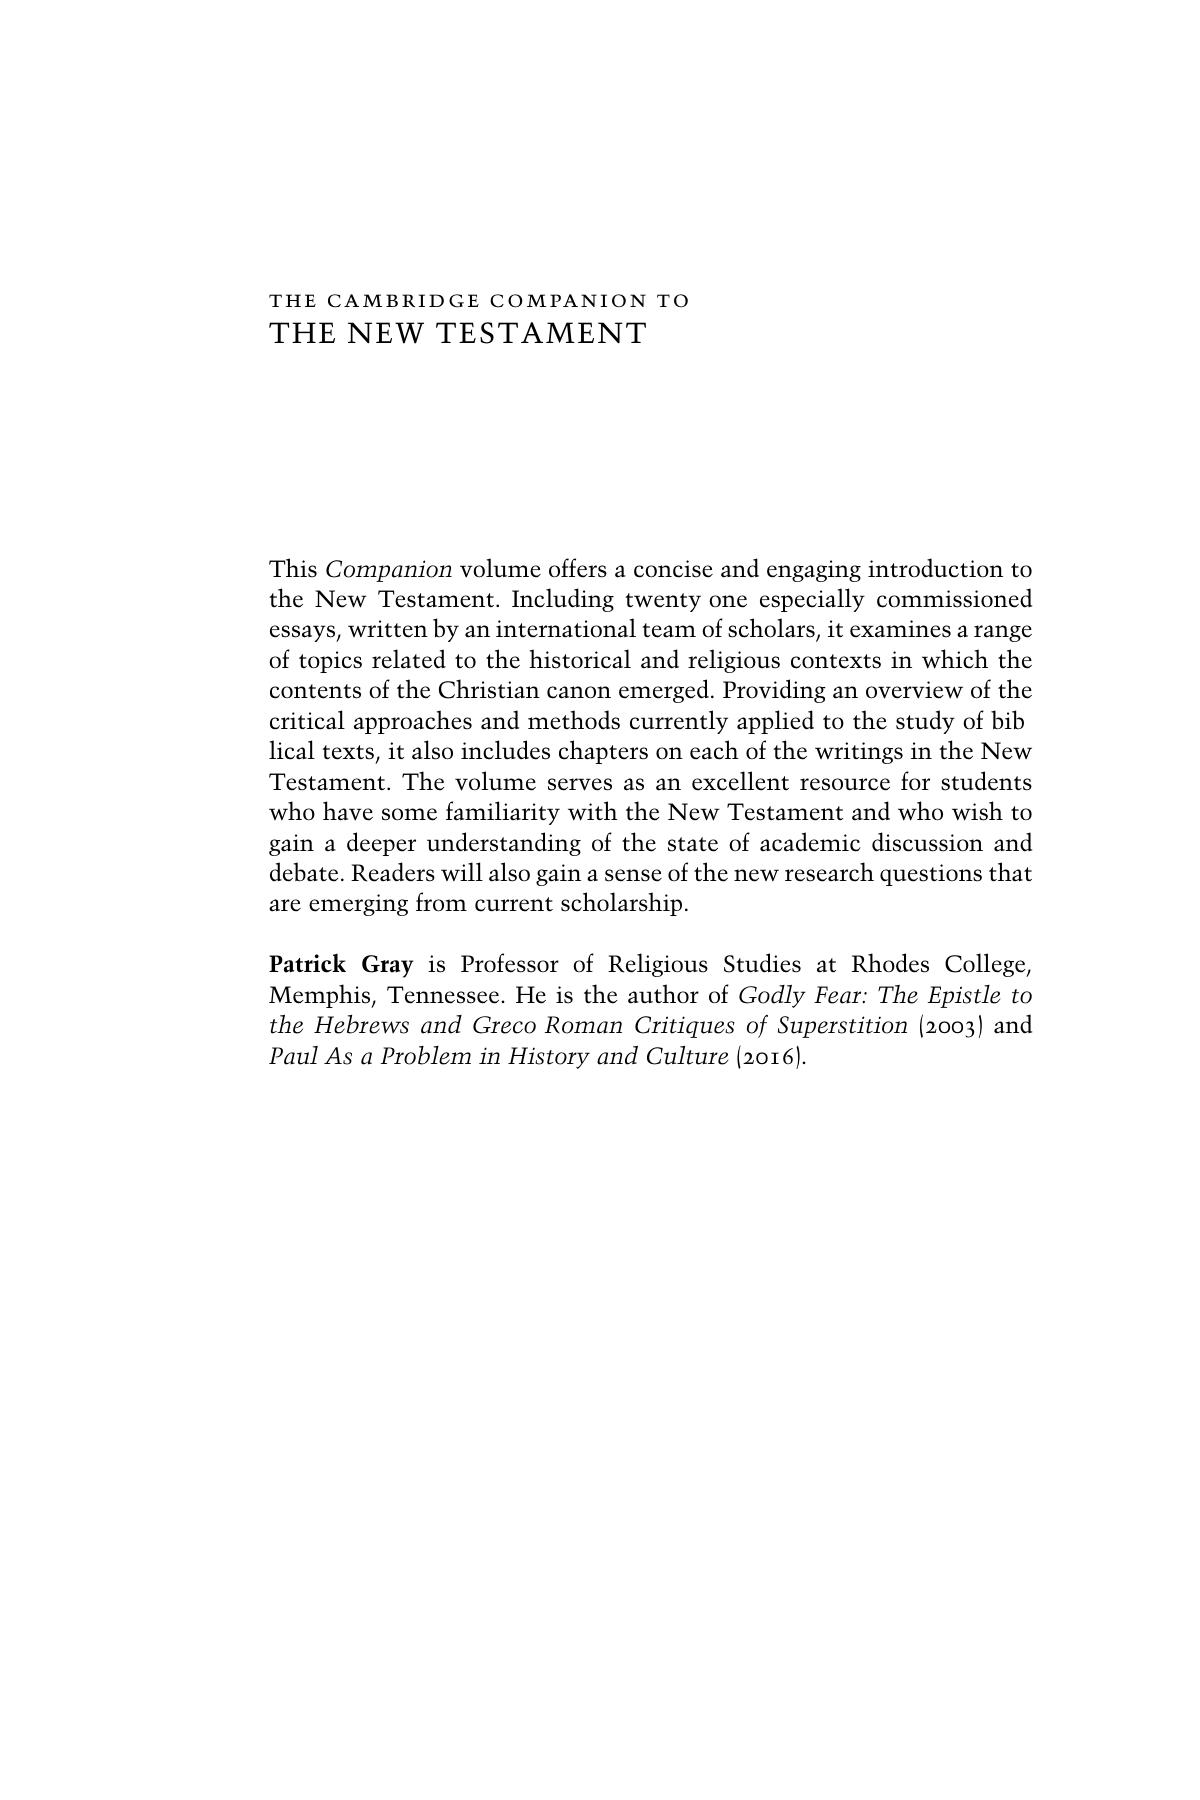 THE CAMBRIDGE COMPANION TO
THE NEW TESTAMENT
This Companion volume offers a concise and engaging introduction to
the New Testament. Including twenty one especially commissioned
essays, written by an international team of scholars, it examines a range
of topics related to the historical and religious contexts in which the
contents of the Christian canon emerged. Providing an overview of the
critical approaches and methods currently applied to the study of bib
lical texts, it also includes chapters on each of the writings in the New
Testament. The volume serves as an excellent resource for students
who have some familiarity with the New Testament and who wish to
gain a deeper understanding of the state of academic discussion and
debate. Readers will also gain a sense of the new research questions that
are emerging from current scholarship.
Patrick Gray is Professor of Religious Studies at Rhodes College,
Memphis, Tennessee. He is the author of Godly Fear: The Epistle to
the Hebrews and Greco Roman Critiques of Superstition (2003) and
Paul As a Problem in History and Culture (2016).